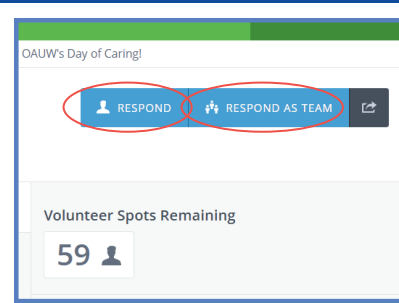 OAUW's Day of Caring!
RESPOND
RESPOND AS TEAM
Volunteer Spots Remaining
59